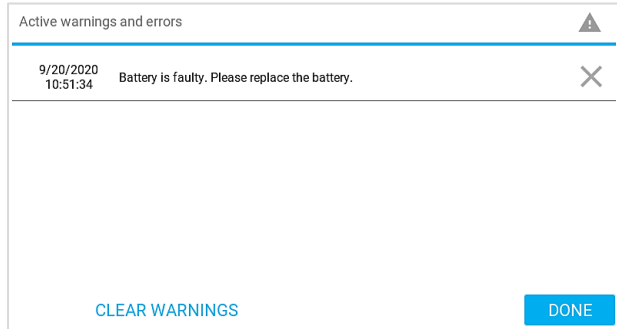 Active warnings and errors
9/20/2020
10:51:34
Battery is faulty. Please replace the battery.
CLEAR WARNINGS
DONE